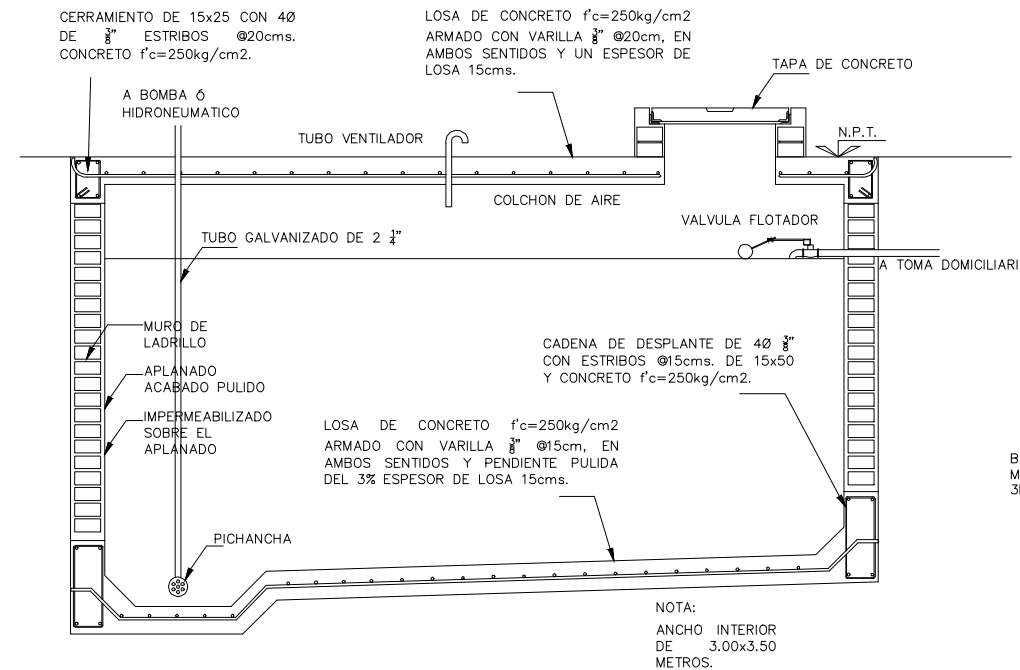 CERRAMIENTO DE 15x25 CON 4Ø
DE 3/8" ESTRIBOS @20cms.
CONCRETO f'c=250kg/cm2.
LOSA DE CONCRETO f'c=250kg/cm2
ARMADO CON VARILLA 3/8" @20cm, EN
AMBOS SENTIDOS Y UN ESPESOR DE
LOSA 15cms.
TAPA DE CONCRETO
A BOMBA Ó
HIDRONEUMATICO
TUBO VENTILADOR
N.P.T.
COLCHON DE AIRE
VALVULA FLOTADOR
TUBO GALVANIZADO DE 2 1/4"
A TOMA DOMICILIARI
MURO DE
LADRILLO
CADENA DE DESPLANTE DE 4Ø 3/8"
CON ESTRIBOS @15cms. DE 15x50
Y CONCRETO f'c=250kg/cm2.
APLANADO
ACABADO PULIDO
IMPERMEABILIZADO
SOBRE EL
APLANADO
LOSA DE CONCRETO f'c=250kg/cm2
ARMADO CON VARILLA 3/8" @15cm, EN
AMBOS SENTIDOS Y PENDIENTE PULIDA
DEL 3% ESPESOR DE LOSA 15cms.
B
M
PICHANCHA
NOTA:
ANCHO INTERIOR
DE 3.00x3.50
METROS.